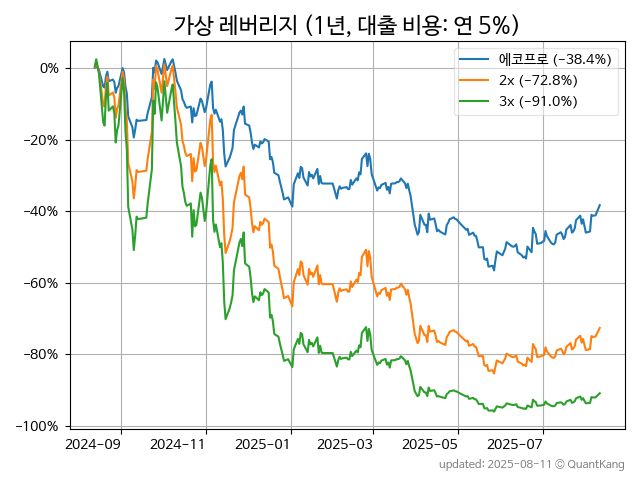 가상 레버리지 (1년, 대출 비용: 연 5%)
에코프로 (−38.4%)
2x (−72.8%)
3x (−91.0%)
0%
−20%
−40%
−60%
−80%
−100%
2024-09
2024-11
2025-01
2025-03
2025-05
2025-07
updated: 2025-08-11 © QuantKang